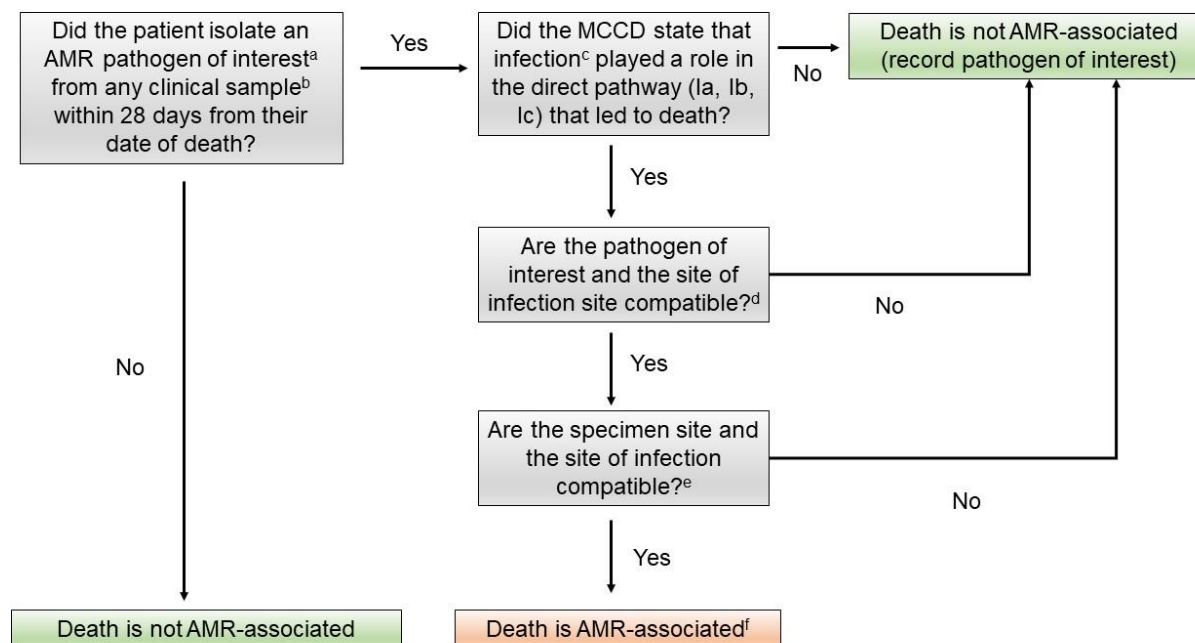 Did the patient isolate an
AMR pathogen of interestᵃ
from any clinical sampleᵇ
within 28 days from their
date of death?
Yes
Did the MCCD state that
infectionᶜ played a role in
the direct pathway (Ia, Ib,
Ic) that led to death?
No
Death is not AMR-associated
(record pathogen of interest)
Yes
Are the pathogen of
interest and the site of
infection site compatible?ᵈ
No
No
Yes
Are the specimen site and
the site of infection
compatible?ᵉ
No
Yes
Death is not AMR-associated
Death is AMR-associatedᶠ